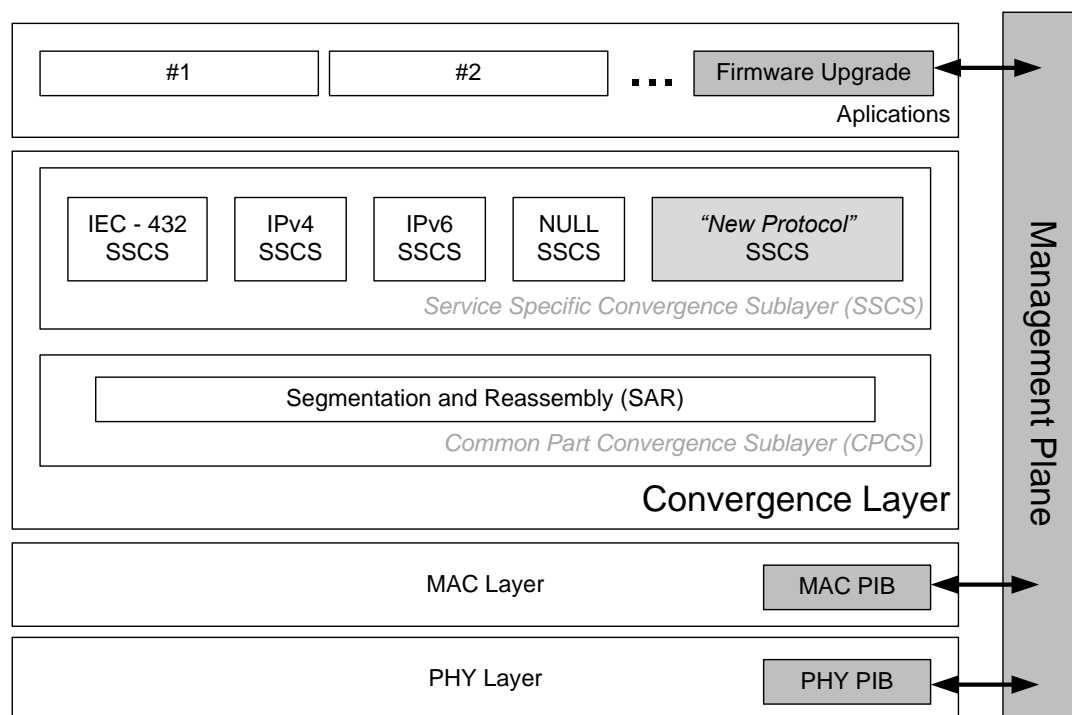 #1
#2
...
Firmware Upgrade
Aplications
IEC - 432
SSCS
IPv4
SSCS
IPv6
SSCS
NULL
SSCS
“New Protocol”
SSCS
Service Specific Convergence Sublayer (SSCS)
Segmentation and Reassembly (SAR)
Common Part Convergence Sublayer (CPCS)
Convergence Layer
MAC Layer
MAC PIB
PHY Layer
PHY PIB
Management Plane